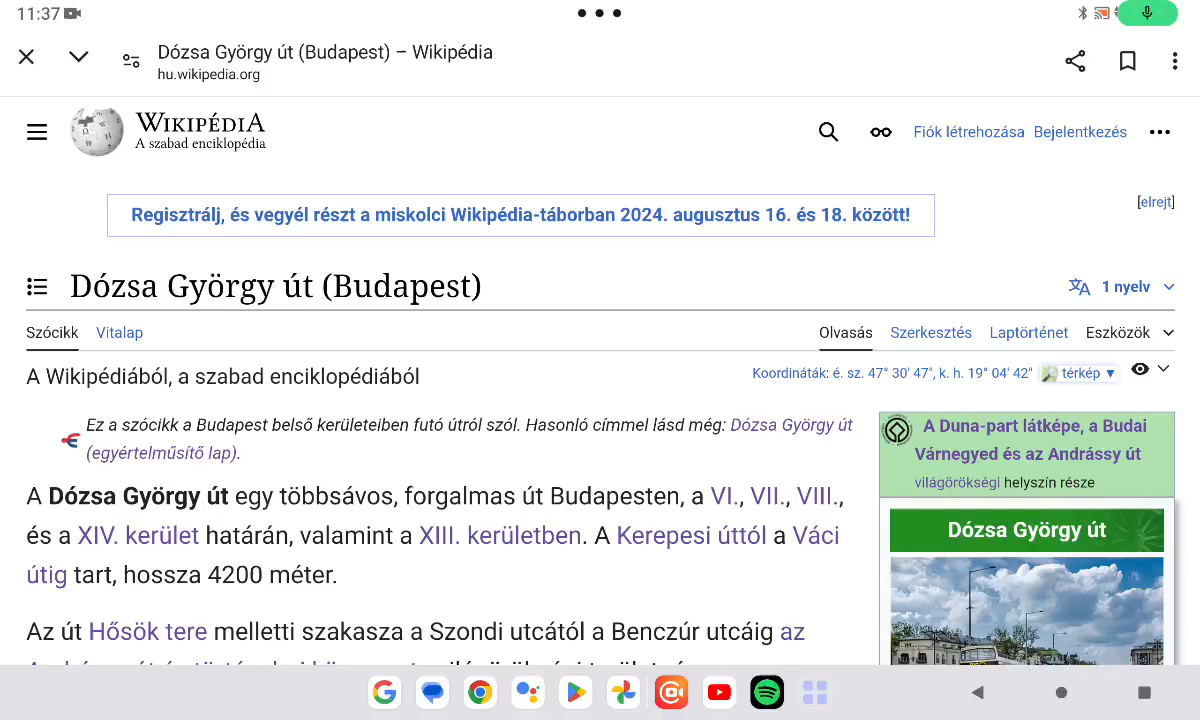 11:37
Dózsa György út (Budapest) – Wikipédia
hu.wikipedia.org
WIKIPÉDIA
A szabad enciklopédia
Fiók létrehozása Bejelentkezés
Regisztrálj, és vegyél részt a miskolci Wikipédia-táborban 2024. augusztus 16. és 18. között!
[elrejt]
Dózsa György út (Budapest)
1 nyelv
Szócikk Vitalap
Olvasás Szerkesztés Laptörténet Eszközök
A Wikipédiából, a szabad enciklopédiából
Koordináták: é. sz. 47° 30′ 47″, k. h. 19° 04′ 42″ térkép ▼
Ez a szócikk a Budapest belső kerületeiben futó útról szól. Hasonló címmel lásd még: Dózsa György út
(egyértelműsítő lap).
A Dózsa György út egy többsávos, forgalmas út Budapesten, a VI., VII., VIII.,
és a XIV. kerület határán, valamint a XIII. kerületben. A Kerepesi úttól a Váci
útig tart, hossza 4200 méter.
Az út Hősök tere melletti szakasza a Szondi utcától a Benczúr utcáig az
A Duna-part látképe, a Budai
Várnegyed és az Andrássy út
világörökségi helyszín része
Dózsa György út